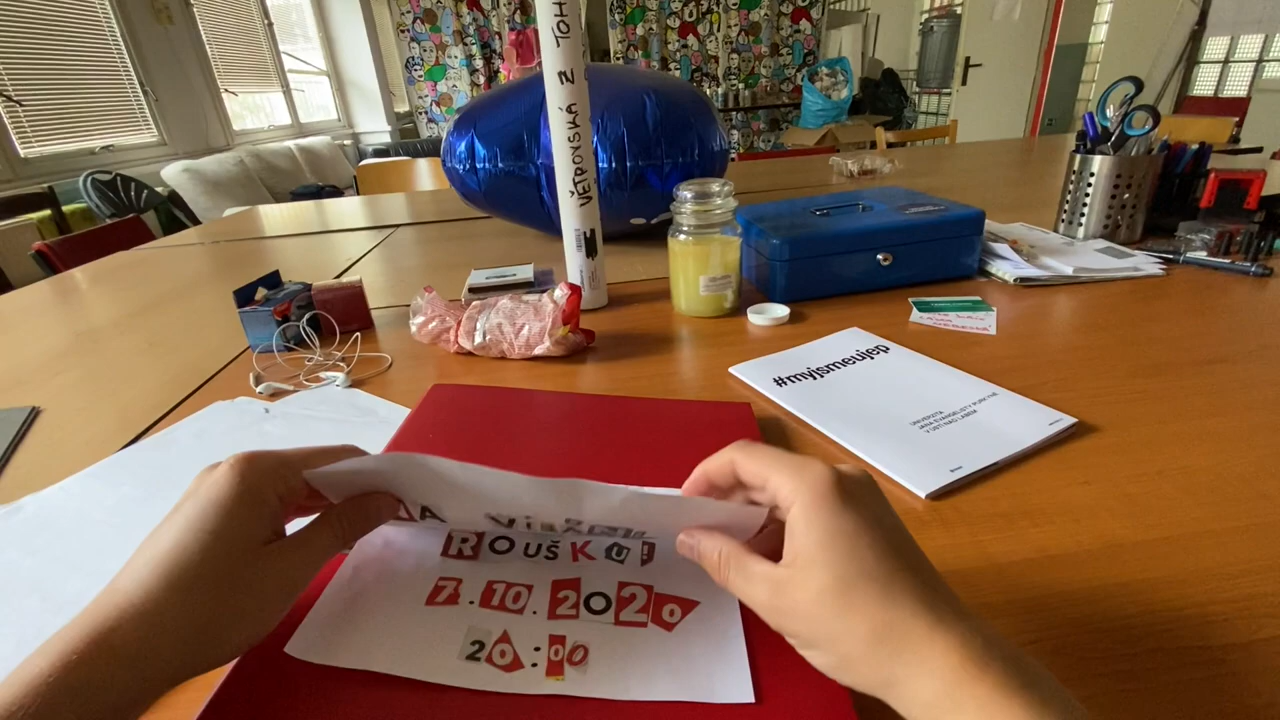 VĚTROVSKÁ Z TOH
#myjsmeujep
UNIVERZITA
JANA EVANGELISTY PURKYNĚ
V ÚSTÍ NAD LABEM
ROUŠKU!
7.10.2020
20:00